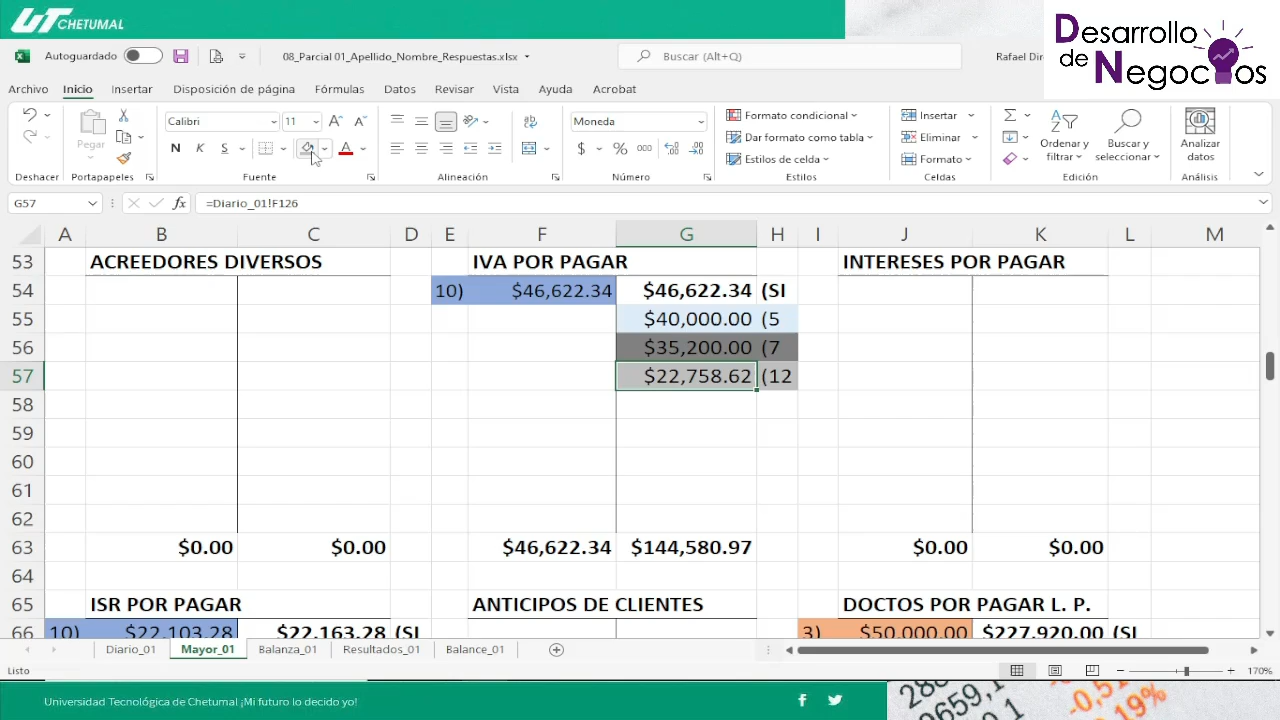 UT CHETUMAL
Desarrollo
de Negocios
Autoguardado
08_Parcial 01_Apellido_Nombre_Respuestas.xlsx
Buscar (Alt+Q)
Rafael Dir
Archivo Inicio Insertar Disposición de página Fórmulas Datos Revisar Vista Ayuda Acrobat
Pegar
Calibri 11
N K S
Moneda
$ % 000
Formato condicional
Dar formato como tabla
Estilos de celda
Insertar
Eliminar
Formato
Ordenar y filtrar
Buscar y seleccionar
Analizar datos
Deshacer Portapapeles Fuente Alineación Número Estilos Celdas Edición Análisis
G57 fx =Diario_01!F126
A B C D E F G H I J K L M
53 ACREEDORES DIVERSOS IVA POR PAGAR INTERESES POR PAGAR
54 10) $46,622.34 $46,622.34 (SI
55 $40,000.00 (5
56 $35,200.00 (7
57 $22,758.62 (12
58
59
60
61
62
63 $0.00 $0.00 $46,622.34 $144,580.97 $0.00 $0.00
64
65 ISR POR PAGAR ANTICIPOS DE CLIENTES DOCTOS POR PAGAR L. P.
66 10) $22,103.28 $22,163.28 (SI 3) $50,000.00 $227,920.00 (SI
Diario_01 Mayor_01 Balanza_01 Resultados_01 Balance_01
Listo
170%
Universidad Tecnológica de Chetumal ¡Mi futuro lo decido yo!